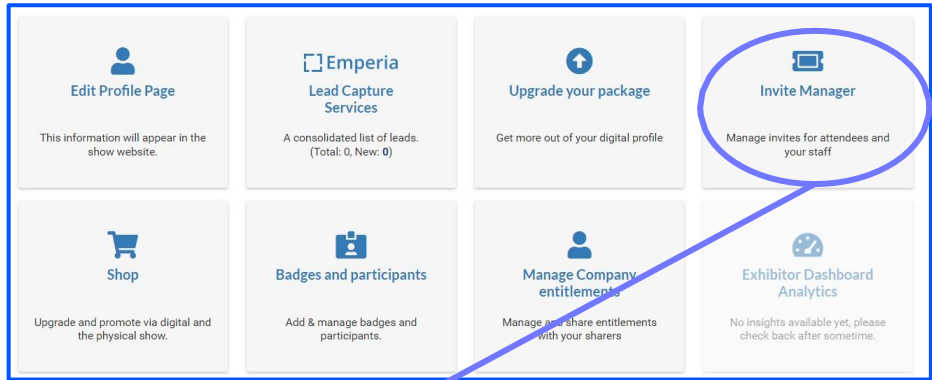 Edit Profile Page
This information will appear in the
show website.
Emperia
Lead Capture
Services
A consolidated list of leads.
(Total: 0, New: 0)
Upgrade your package
Get more out of your digital profile
Invite Manager
Manage invites for attendees and
your staff
Shop
Upgrade and promote via digital and
the physical show.
Badges and participants
Add & manage badges and
participants.
Manage Company
entitlements
Manage and share entitlements
with your sharers
Exhibitor Dashboard
Analytics
No insights available yet, please
check back after sometime.